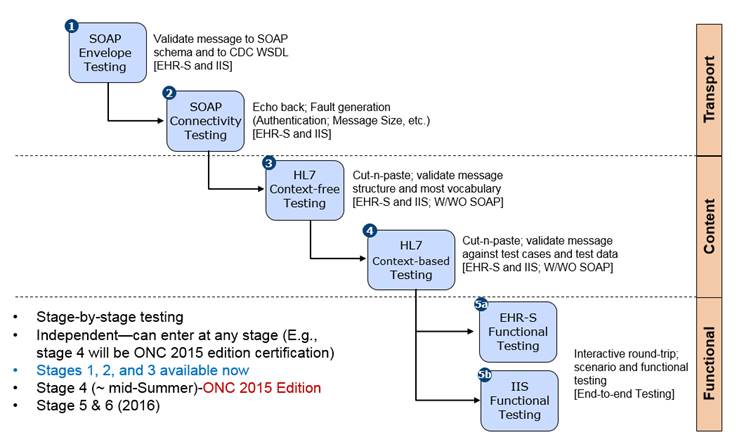 1
SOAP
Envelope
Testing
Validate message to SOAP
schema and to CDC WSDL
[EHR-S and IIS]
Transport
2
SOAP
Connectivity
Testing
Echo back; Fault generation
(Authentication; Message Size, etc.)
[EHR-S and IIS]
3
HL7
Context-free
Testing
Cut-n-paste; validate message
structure and most vocabulary
[EHR-S and IIS; W/WO SOAP]
Content
4
HL7
Context-based
Testing
Cut-n-paste; validate message
against test cases and test data
[EHR-S and IIS; W/WO SOAP]
• Stage-by-stage testing
• Independent—can enter at any stage (E.g.,
stage 4 will be ONC 2015 edition certification)
• Stages 1, 2, and 3 available now
• Stage 4 (~ mid-Summer)-ONC 2015 Edition
• Stage 5 & 6 (2016)
5a
EHR-S
Functional
Testing
5b
IIS
Functional
Testing
Interactive round-trip;
scenario and functional
testing
[End-to-end Testing]
Functional